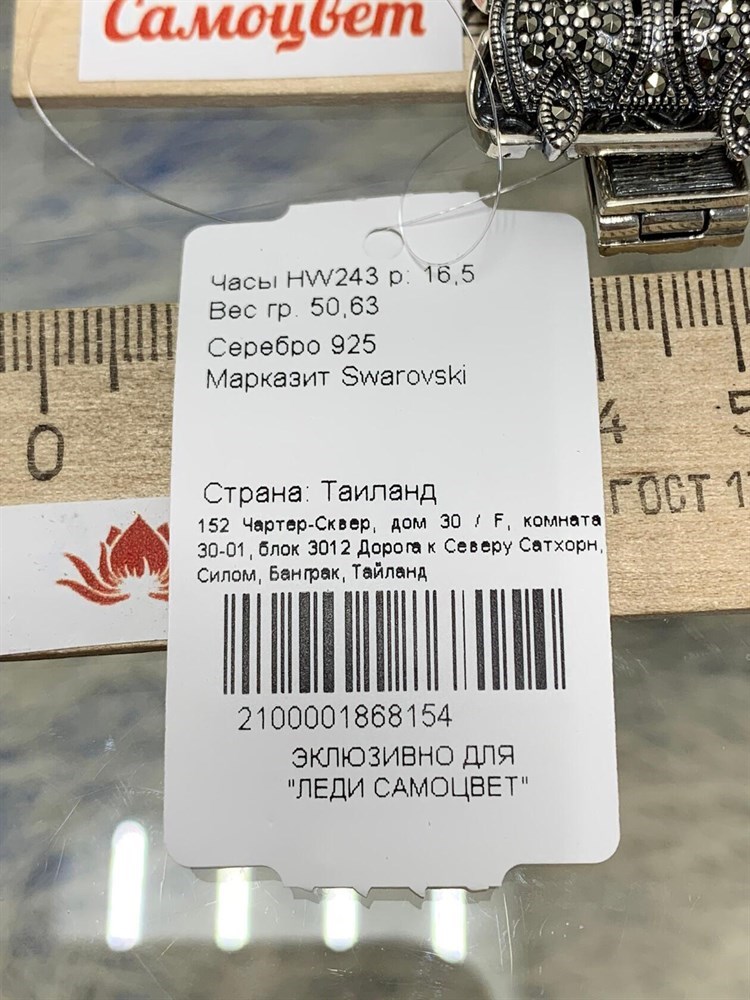 Самоцвет
Часы HW243 р: 16,5
Вес гр. 50,63
Серебро 925
Марказит Swarovski
0
4
5
ГОСТ 1
Страна: Таиланд
152 Чартер-Сквер, дом 30 / F, комната
30-01, блок 3012 Дорога к Северу Сатхорн,
Силом, Банграк, Тайланд
2100001868154
ЭКЛЮЗИВНО ДЛЯ
"ЛЕДИ САМОЦВЕТ"